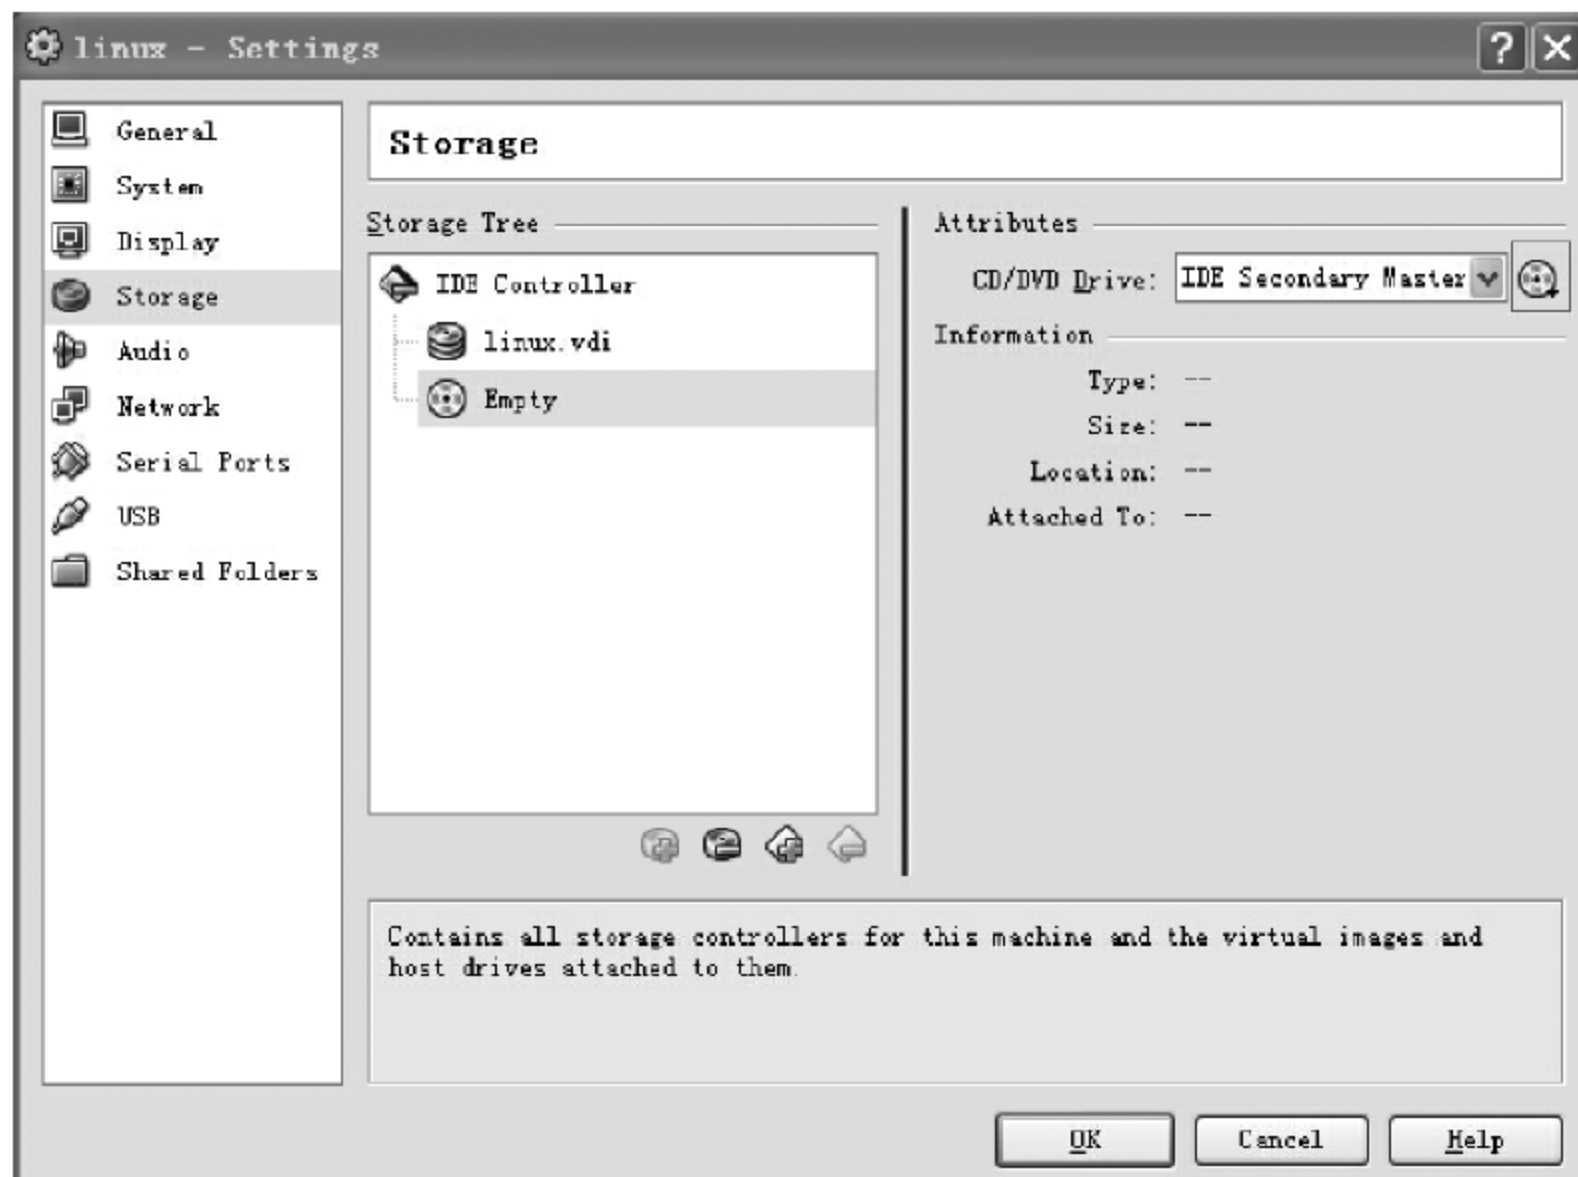 linux - Settings
General
System
Display
Storage
Audio
Network
Serial Ports
USB
Shared Folders
Storage
Storage Tree
IDE Controller
linux.vdi
Empty
Attributes
CD/DVD Drive: IDE Secondary Master
Information
Type: --
Size: --
Location: --
Attached To: --
Contains all storage controllers for this machine and the virtual images and
host drives attached to them.
OK
Cancel
Help